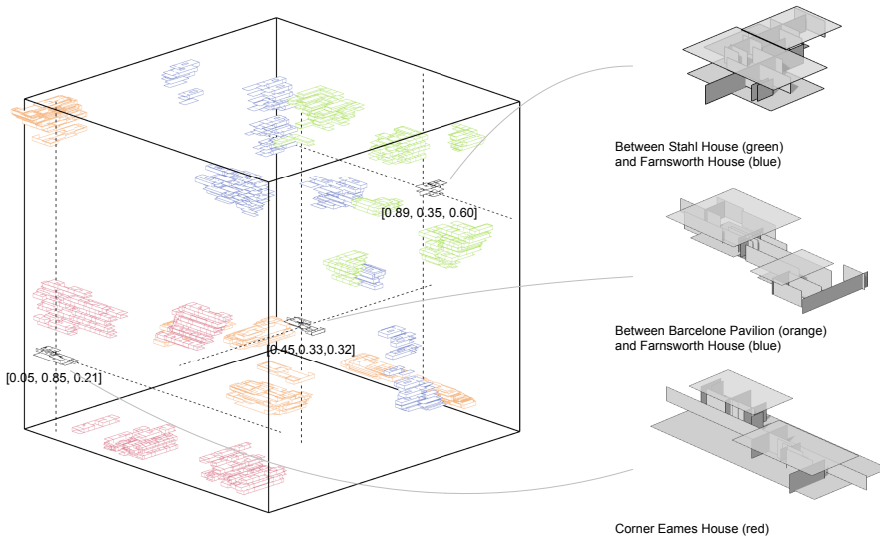 Between Stahl House (green)
and Farnsworth House (blue)
[0.89, 0.35, 0.60]
Between Barcelone Pavilion (orange)
and Farnsworth House (blue)
[0.45,0.33,0.32]
[0.05, 0.85, 0.21]
Corner Eames House (red)